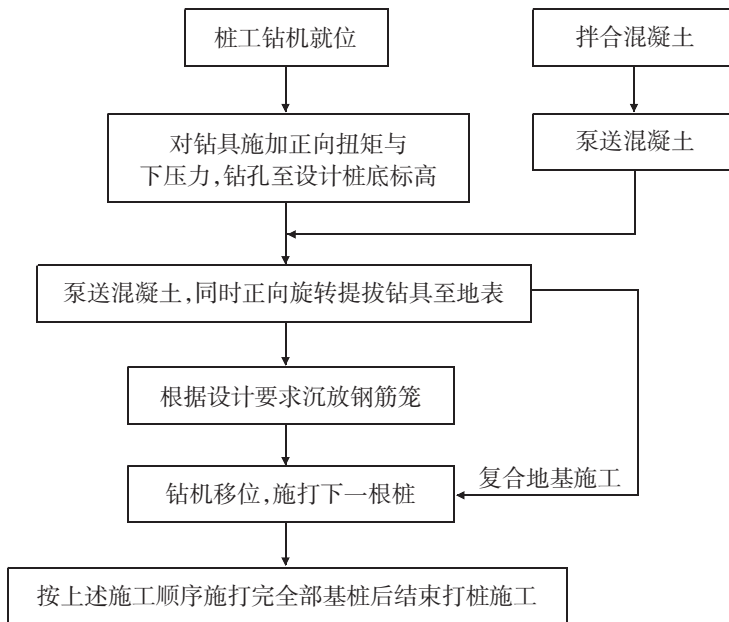 桩工钻机就位
拌合混凝土
对钻具施加正向扭矩与
下压力,钻孔至设计桩底标高
泵送混凝土
泵送混凝土,同时正向旋转提拔钻具至地表
根据设计要求沉放钢筋笼
钻机移位,施打下一根桩
复合地基施工
按上述施工顺序施打完全部基桩后结束打桩施工